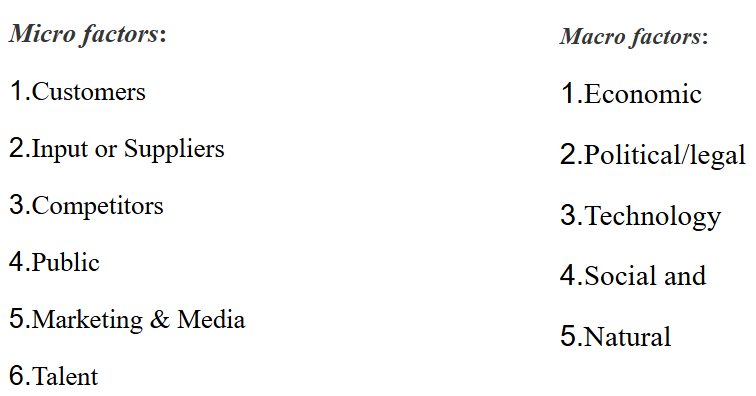 Micro factors:
1.Customers
2.Input or Suppliers
3.Competitors
4.Public
5.Marketing & Media
6.Talent
Macro factors:
1.Economic
2.Political/legal
3.Technology
4.Social and
5.Natural